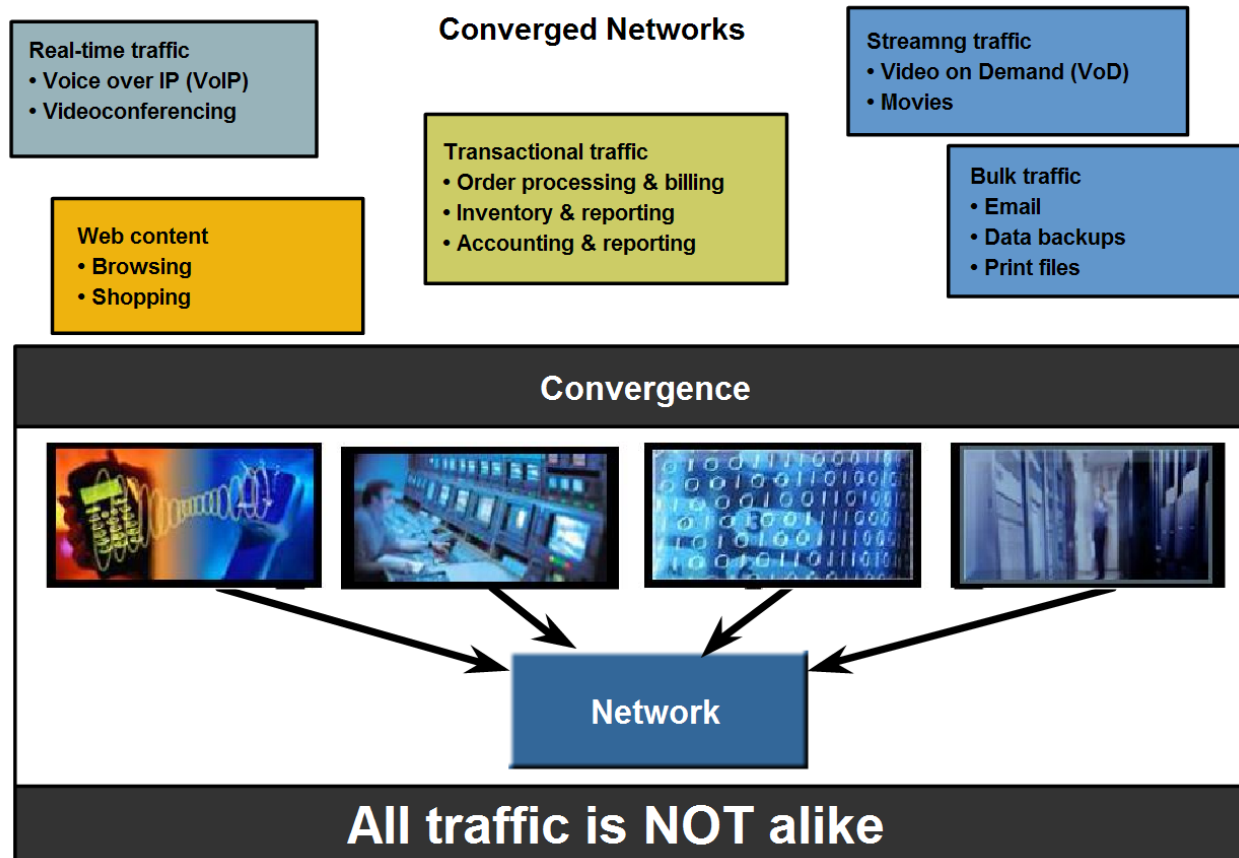 Converged Networks
Real-time traffic
• Voice over IP (VoIP)
• Videoconferencing
Streamng traffic
• Video on Demand (VoD)
• Movies
Transactional traffic
• Order processing & billing
• Inventory & reporting
• Accounting & reporting
Bulk traffic
• Email
• Data backups
• Print files
Web content
• Browsing
• Shopping
Convergence
Network
All traffic is NOT alike